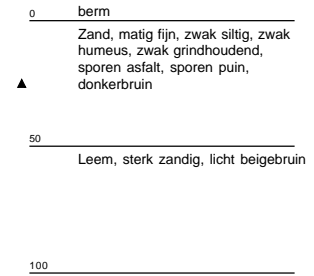 0 berm
Zand, matig fijn, zwak siltig, zwak
humeus, zwak grindhoudend,
sporen asfalt, sporen puin,
donkerbruin
50
Leem, sterk zandig, licht beigebruin
100